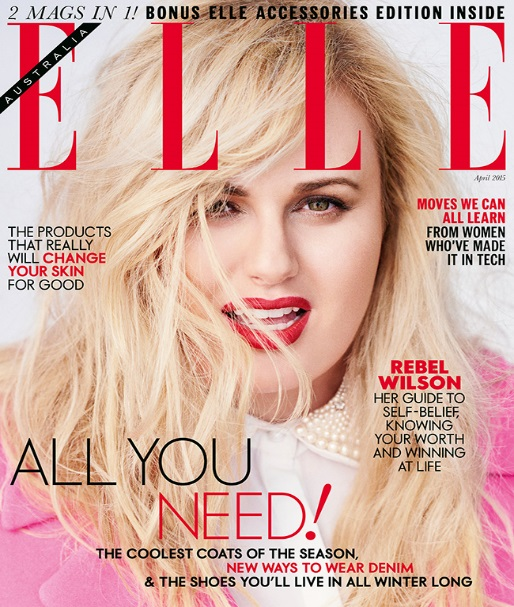 2 MAGS IN 1! BONUS ELLE ACCESSORIES EDITION INSIDE
AUSTRALIA
ELLE
April 2015
THE PRODUCTS
THAT REALLY
WILL CHANGE
YOUR SKIN
FOR GOOD
MOVES WE CAN
ALL LEARN
FROM WOMEN
WHO'VE MADE
IT IN TECH
REBEL
WILSON
HER GUIDE TO
SELF-BELIEF,
KNOWING
YOUR WORTH
AND WINNING
AT LIFE
ALL YOU
NEED!
THE COOLEST COATS OF THE SEASON,
NEW WAYS TO WEAR DENIM
& THE SHOES YOU'LL LIVE IN ALL WINTER LONG